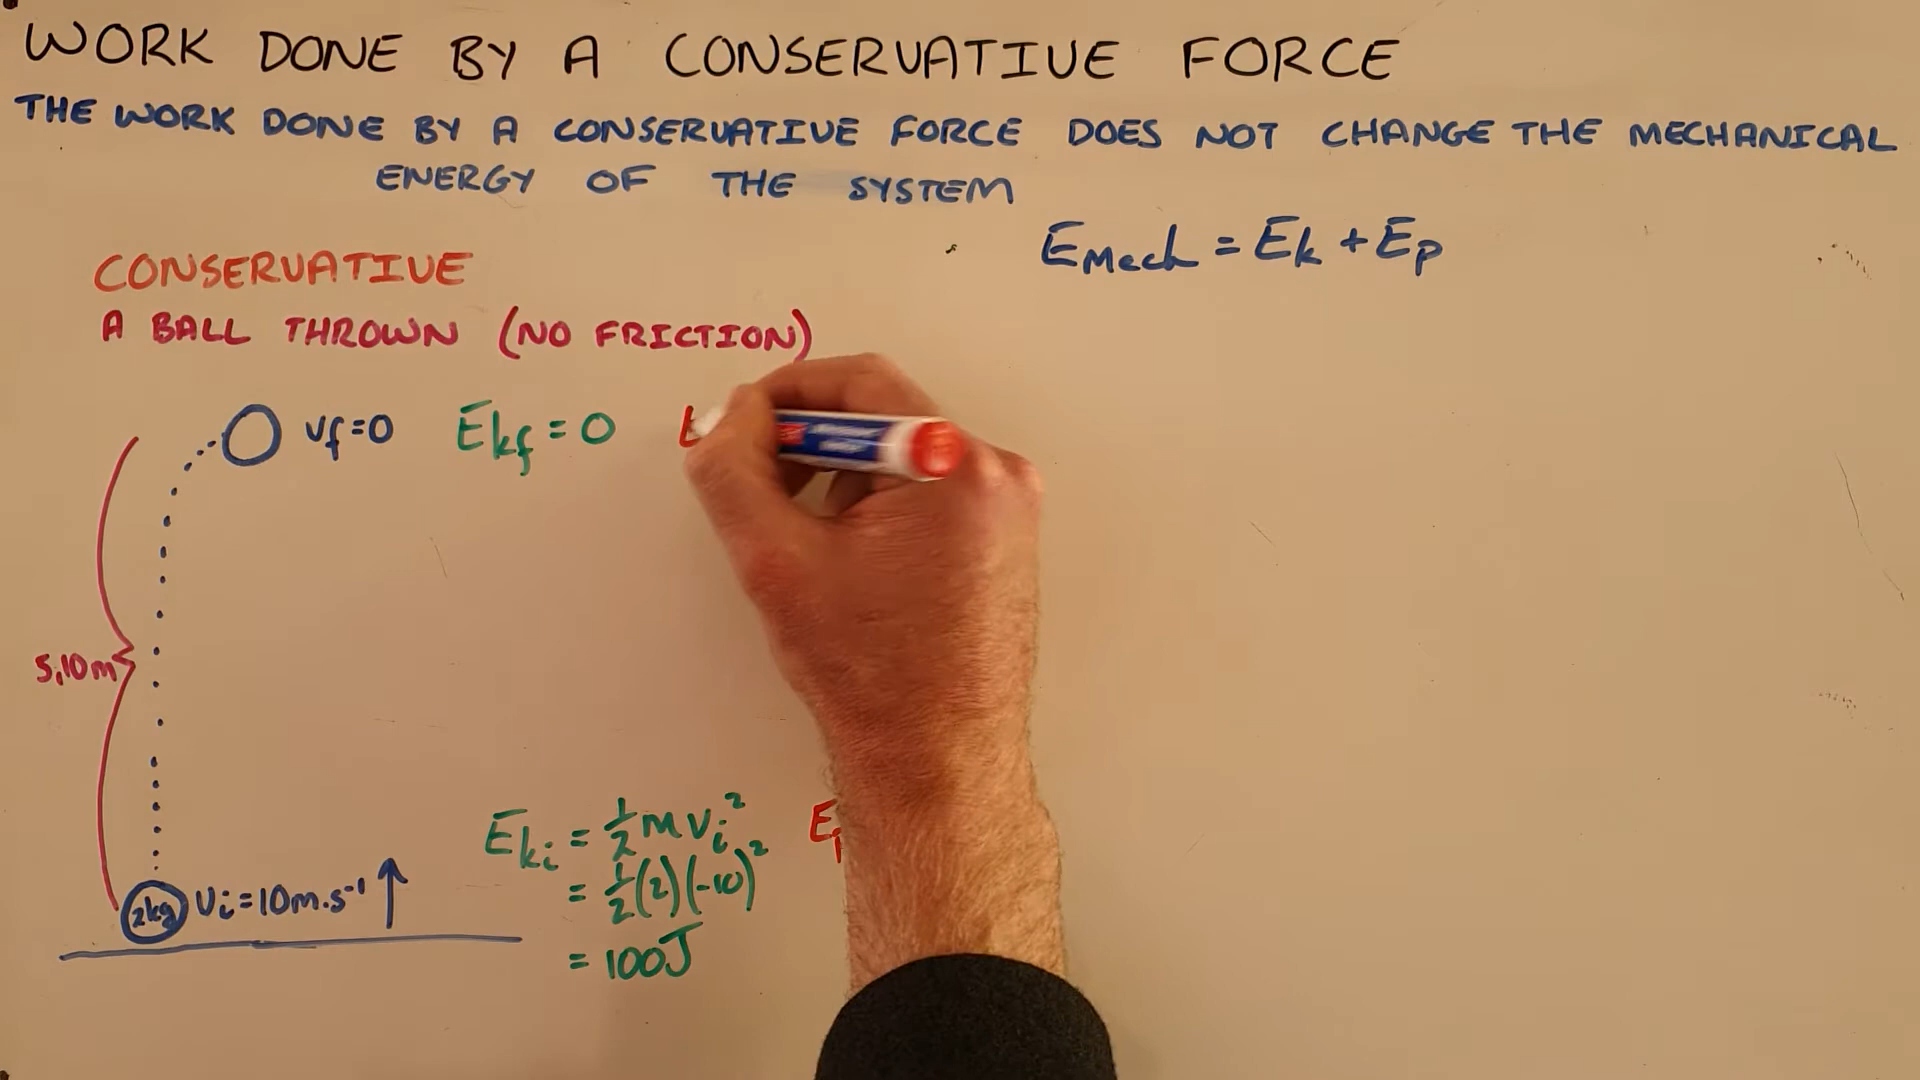 WORK DONE BY A CONSERVATIVE FORCE
THE WORK DONE BY A CONSERVATIVE FORCE DOES NOT CHANGE THE MECHANICAL
ENERGY OF THE SYSTEM
EMech = Ek + Ep
CONSERVATIVE
A BALL THROWN (NO FRICTION)
vf=0 Ekf = 0
5,10m
Eki = 1/2 m vi²
= 1/2 (2)(-10)²
2kg vi=10m.s⁻¹
= 100J